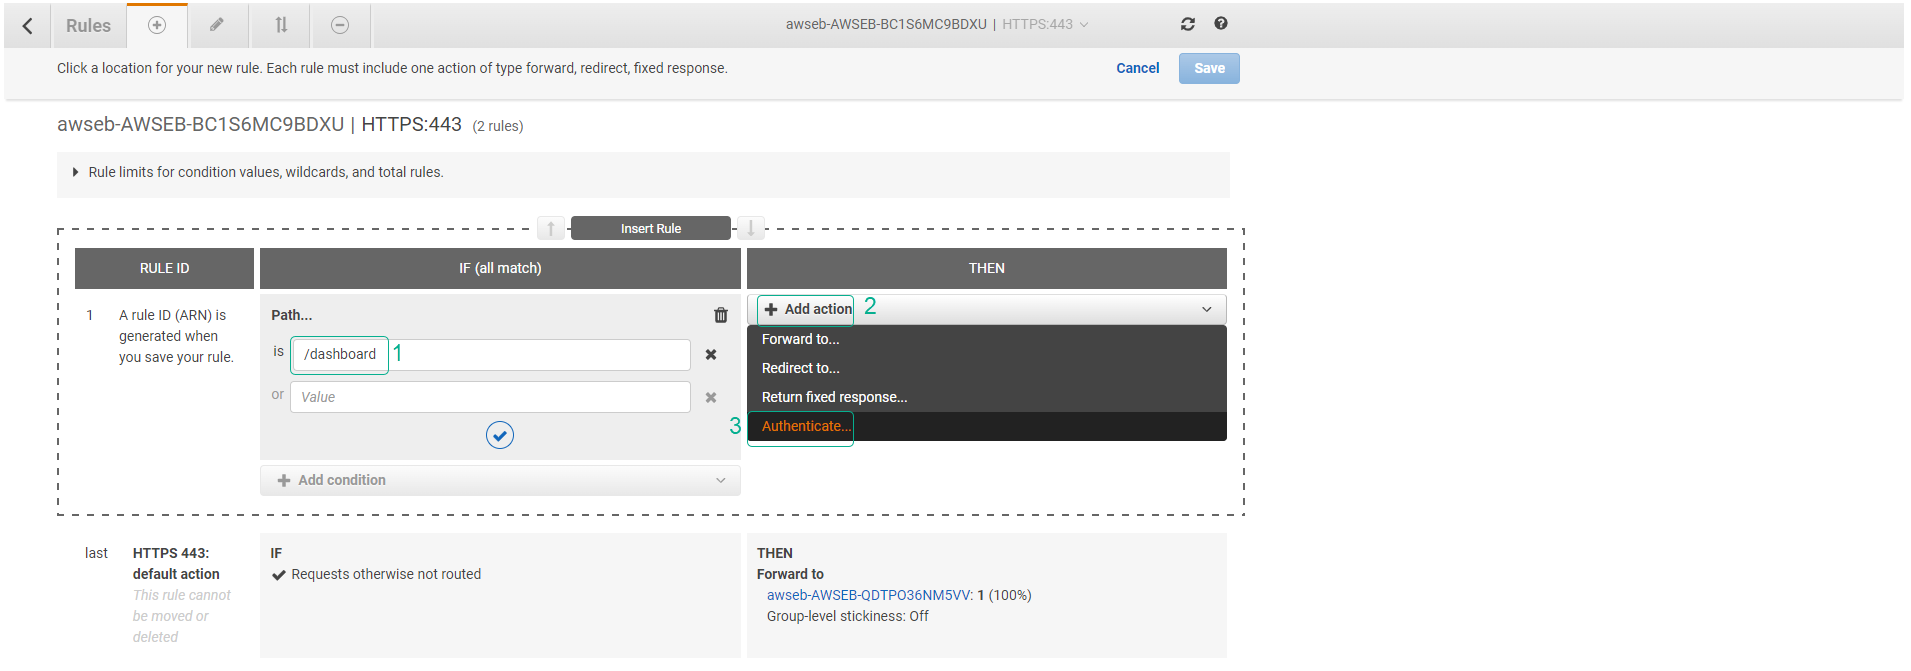 Rules
awseb-AWSEB-BC1S6MC9BDXU | HTTPS:443
Click a location for your new rule. Each rule must include one action of type forward, redirect, fixed response.
Cancel
Save
awseb-AWSEB-BC1S6MC9BDXU | HTTPS:443 (2 rules)
Rule limits for condition values, wildcards, and total rules.
Insert Rule
RULE ID
IF (all match)
THEN
1
A rule ID (ARN) is
generated when
you save your rule.
Path...
is
/dashboard
1
or
Value
Add condition
Add action
2
Forward to...
Redirect to...
Return fixed response...
3
Authenticate...
last
HTTPS 443:
default action
This rule cannot
be moved or
deleted
IF
Requests otherwise not routed
THEN
Forward to
awseb-AWSEB-QDTPO36NM5VV: 1 (100%)
Group-level stickiness: Off